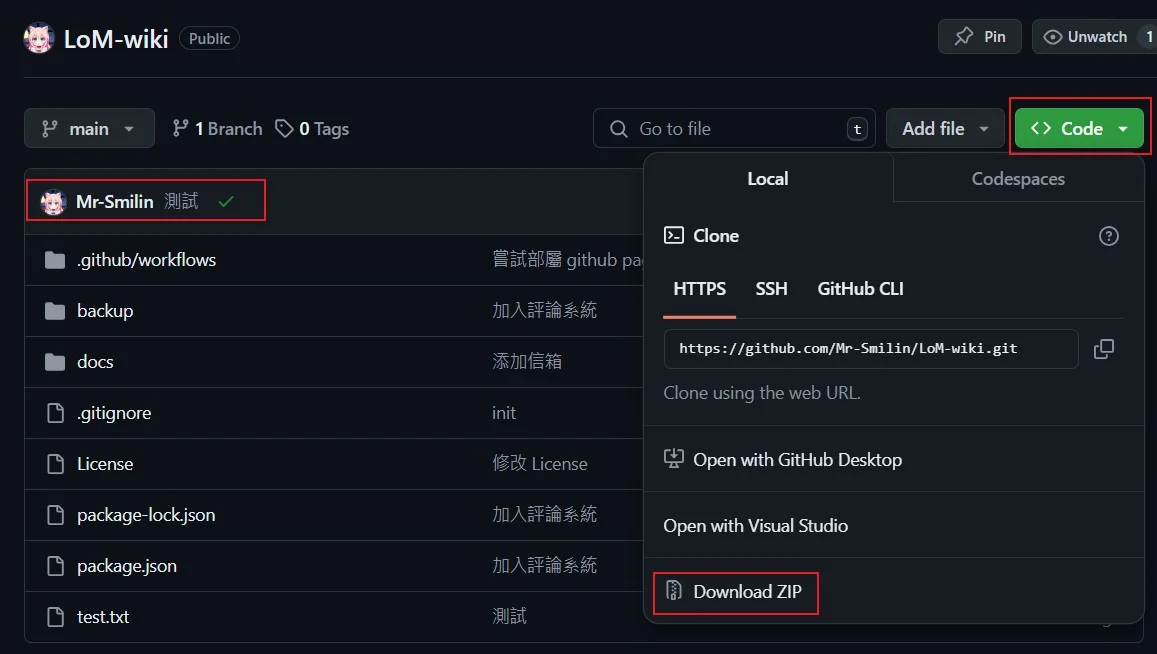 LoM-wiki Public
Pin
Unwatch 1
main
1 Branch
0 Tags
Go to file
t
Add file
Code
Mr-Smilin 測試
.github/workflows 嘗試部屬 github pa
backup 加入評論系統
docs 添加信箱
.gitignore init
License 修改 License
package-lock.json 加入評論系統
package.json 加入評論系統
test.txt 測試
Local
Codespaces
Clone
HTTPS SSH GitHub CLI
https://github.com/Mr-Smilin/LoM-wiki.git
Clone using the web URL.
Open with GitHub Desktop
Open with Visual Studio
Download ZIP